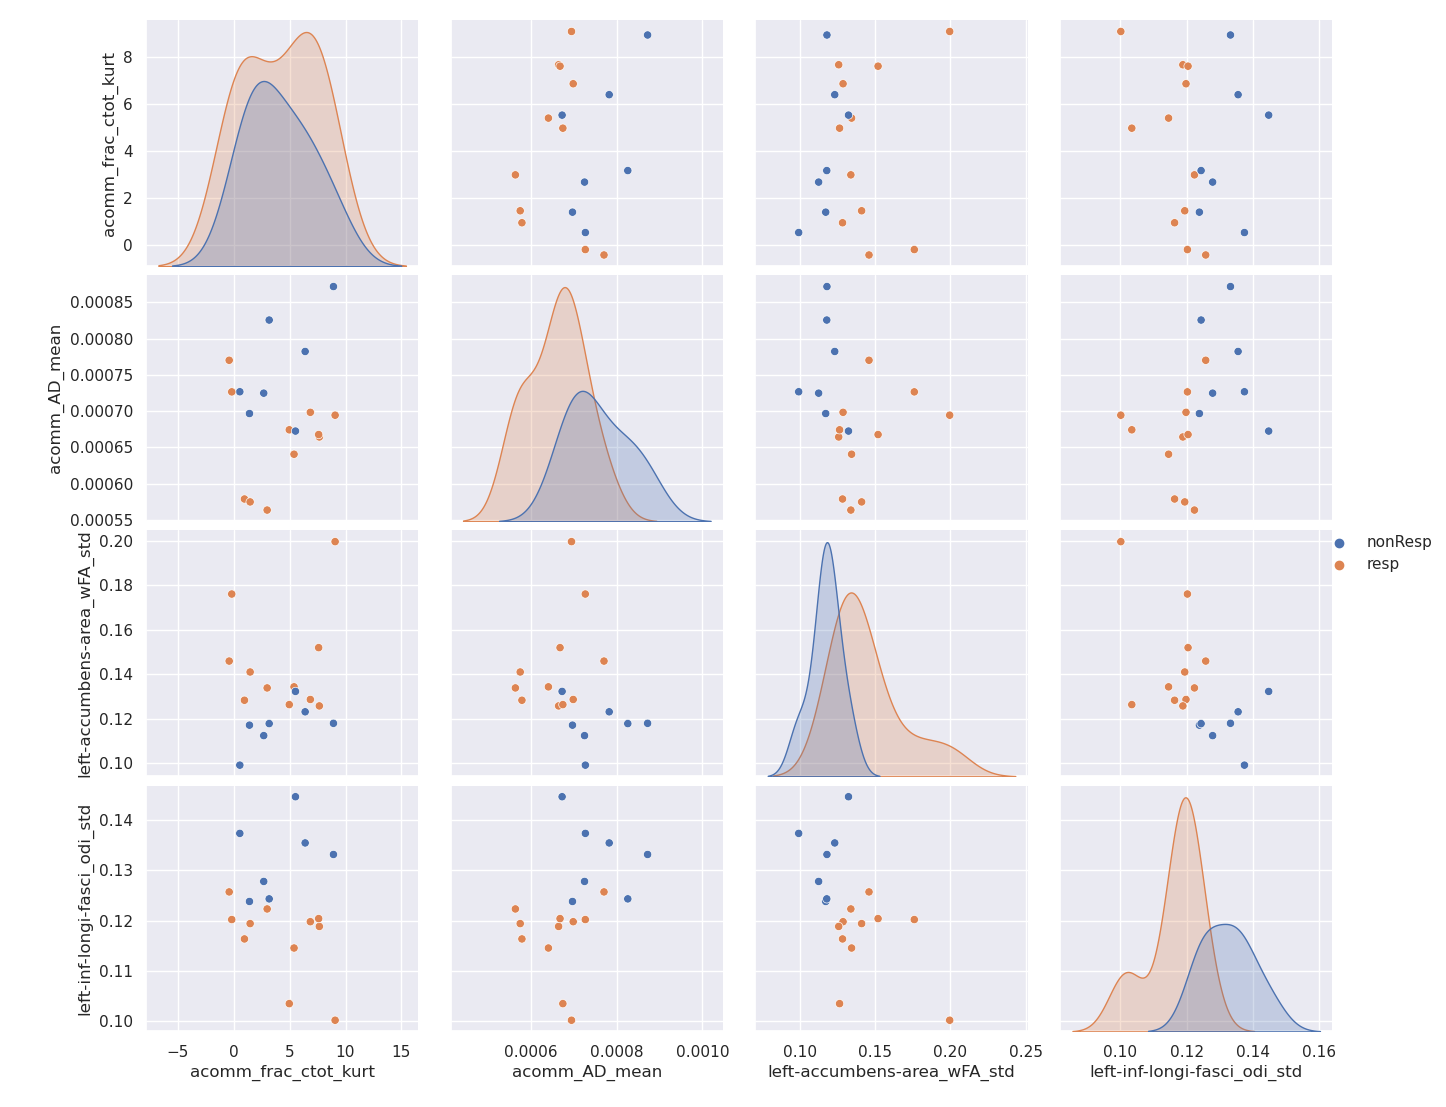 acomm_frac_ctot_kurt
8
6
4
2
0
acomm_AD_mean
0.00085
0.00080
0.00075
0.00070
0.00065
0.00060
0.00055
left-accumbens-area_wFA_std
0.20
0.18
0.16
0.14
0.12
0.10
nonResp
resp
left-inf-longi-fasci_odi_std
0.14
0.13
0.12
0.11
0.10
−5 0 5 10 15
0.0006 0.0008 0.0010
0.10 0.15 0.20 0.25
0.10 0.12 0.14 0.16
acomm_frac_ctot_kurt
acomm_AD_mean
left-accumbens-area_wFA_std
left-inf-longi-fasci_odi_std